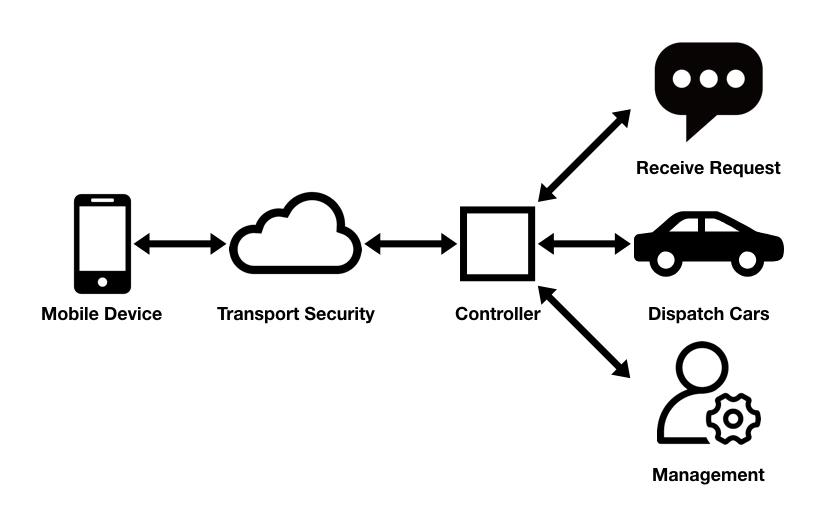 Receive Request
Mobile Device
Transport Security
Controller
Dispatch Cars
Management